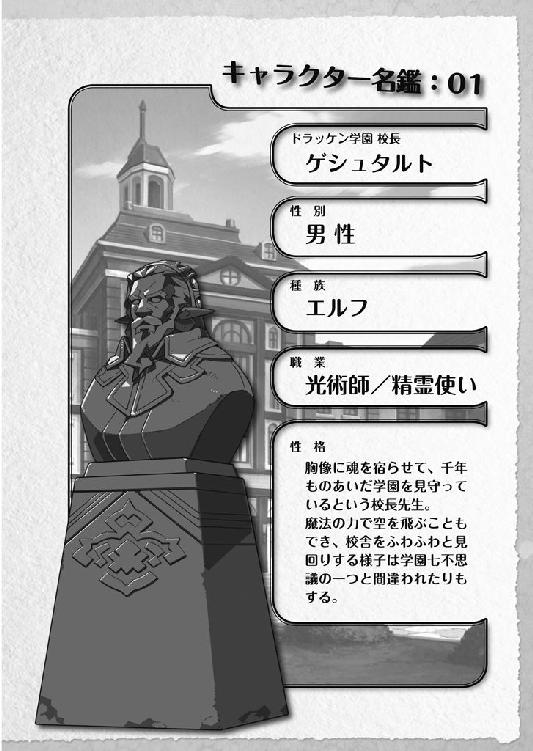 キャラクター名鑑：01
ドラッケン学園 校長
ゲシュタルト
性 別
男 性
種 族
エルフ
職 業
光術師／精霊使い
性 格
胸像に魂を宿らせて、千年
ものあいだ学園を見守って
いるという校長先生。
魔法の力で空を飛ぶことも
でき、校舎をふわふわと見
回りする様子は学園七不思
議の一つと間違われたりも
する。